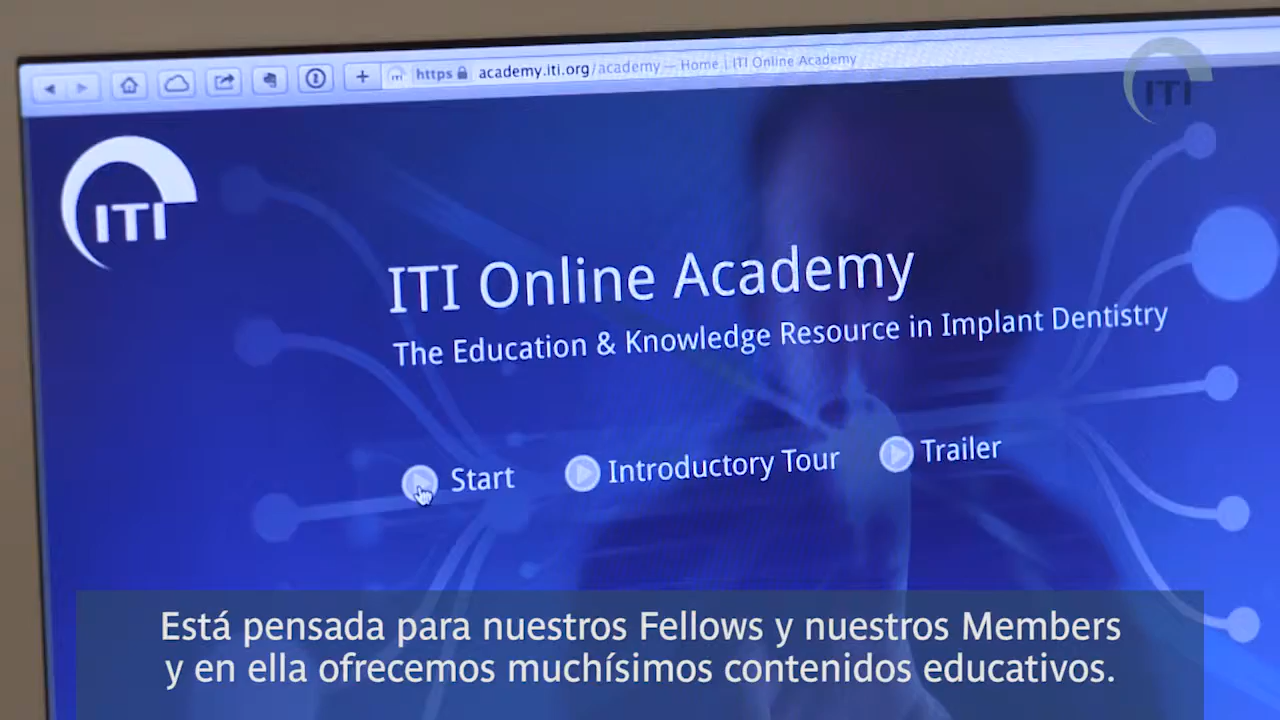 https academy.iti.org/academy — Home | ITI Online Academy
ITI
ITI
ITI Online Academy
The Education & Knowledge Resource in Implant Dentistry
Start
Introductory Tour
Trailer
Está pensada para nuestros Fellows y nuestros Members
y en ella ofrecemos muchísimos contenidos educativos.